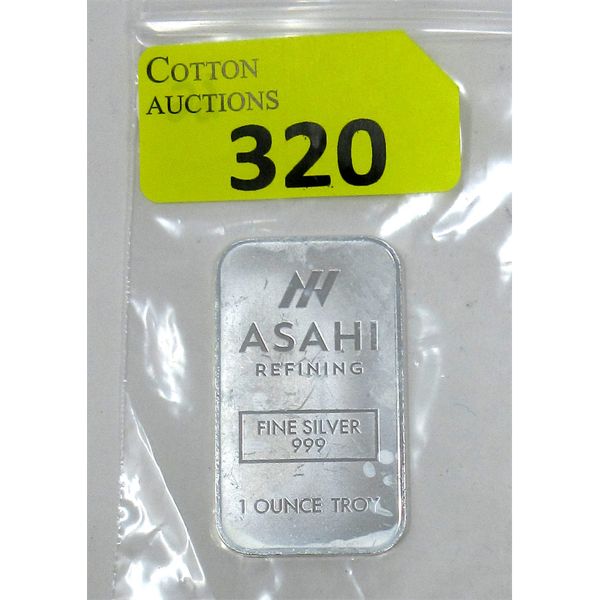 COTTON
AUCTIONS
320
ASAHI
REFINING
FINE SILVER
999
1 OUNCE TROY